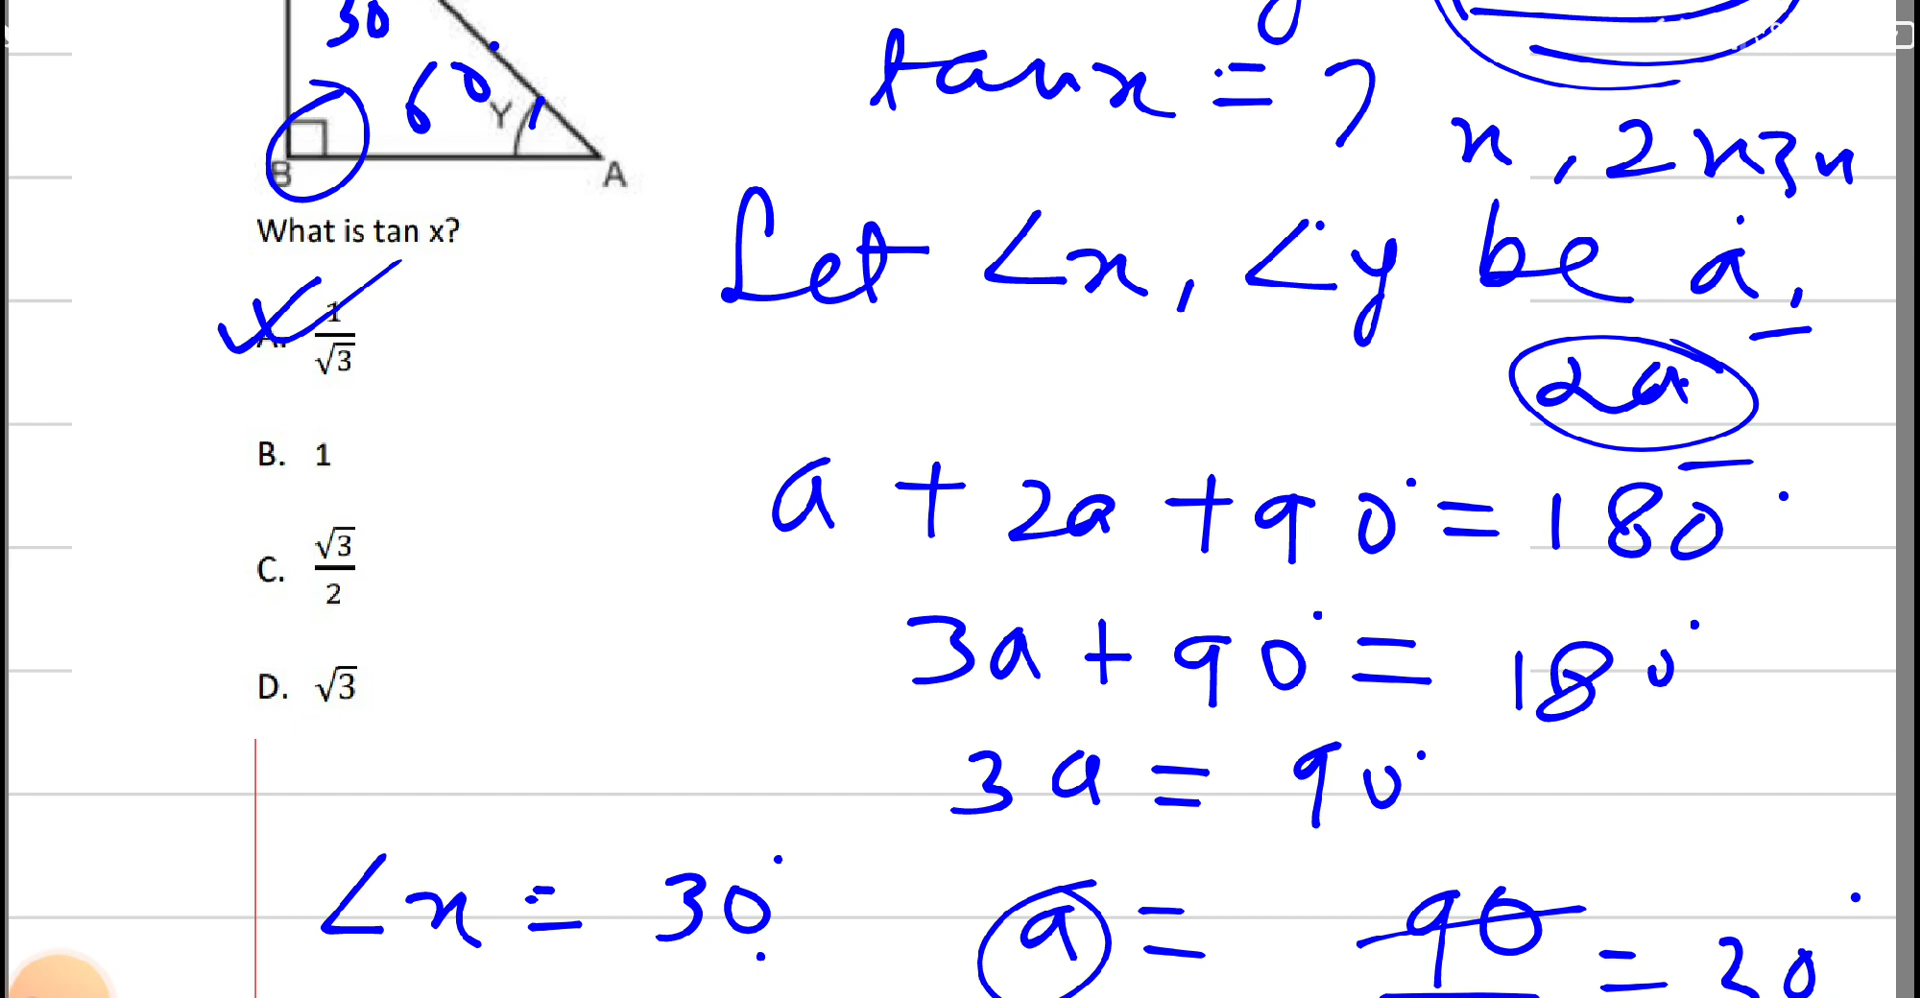 30
60 Y
B A
tan x = ?
x, 2x, 3x
What is tan x?
Let ∠x, ∠y be a,
2a
A. 1/√3
B. 1
a + 2a + 90° = 180°
C. √3/2
3a + 90° = 180°
D. √3
3a = 90°
∠x = 30°
a = 90 = 30°